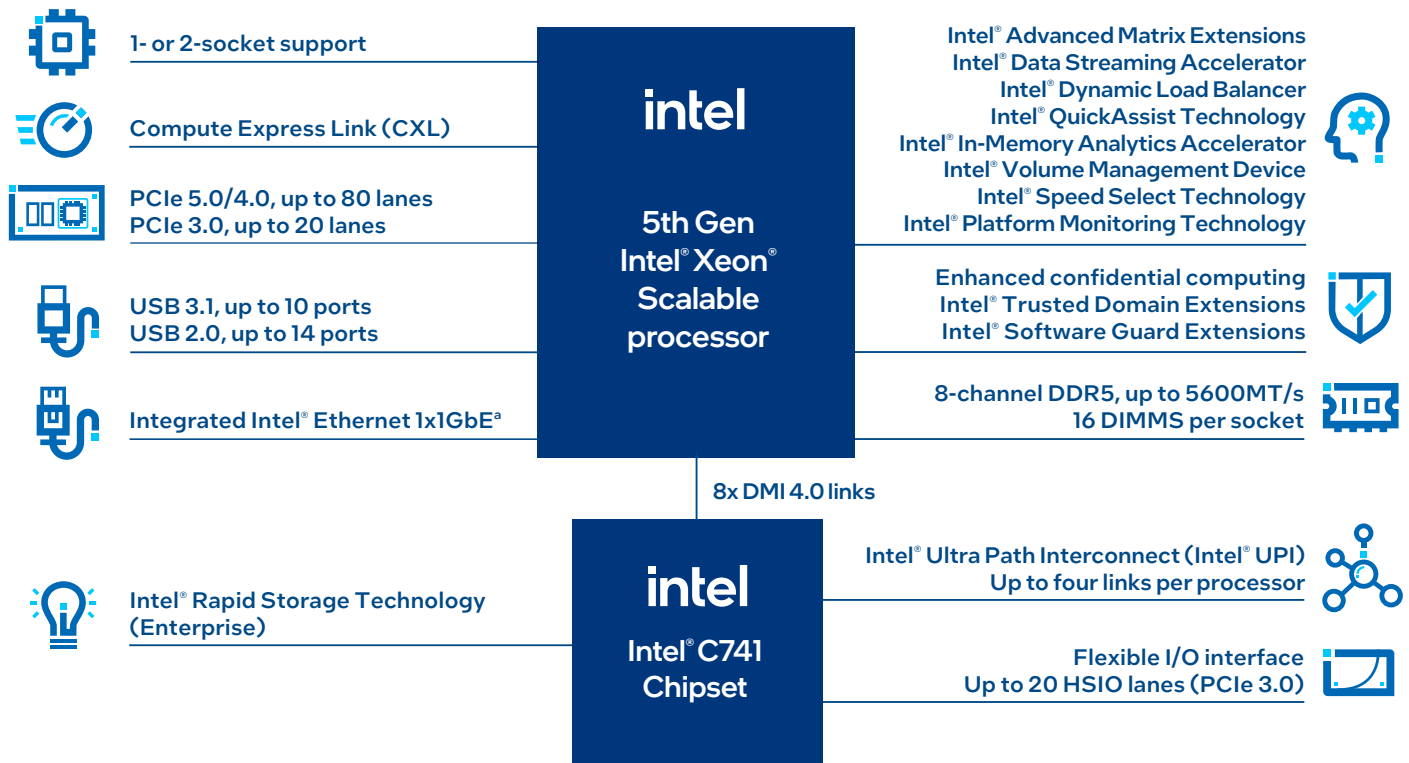 1- or 2-socket support
Compute Express Link (CXL)
PCIe 5.0/4.0, up to 80 lanes
PCIe 3.0, up to 20 lanes
USB 3.1, up to 10 ports
USB 2.0, up to 14 ports
Integrated Intel® Ethernet 1x1GbEᵃ
intel
5th Gen
Intel® Xeon®
Scalable
processor
Intel® Advanced Matrix Extensions
Intel® Data Streaming Accelerator
Intel® Dynamic Load Balancer
Intel® QuickAssist Technology
Intel® In-Memory Analytics Accelerator
Intel® Volume Management Device
Intel® Speed Select Technology
Intel® Platform Monitoring Technology
Enhanced confidential computing
Intel® Trusted Domain Extensions
Intel® Software Guard Extensions
8-channel DDR5, up to 5600MT/s
16 DIMMS per socket
8x DMI 4.0 links
Intel® Rapid Storage Technology
(Enterprise)
intel
Intel® C741
Chipset
Intel® Ultra Path Interconnect (Intel® UPI)
Up to four links per processor
Flexible I/O interface
Up to 20 HSIO lanes (PCIe 3.0)